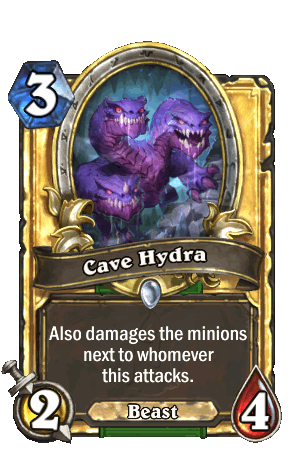 3
Cave Hydra
Also damages the minions
next to whomever
this attacks.
2
Beast
4